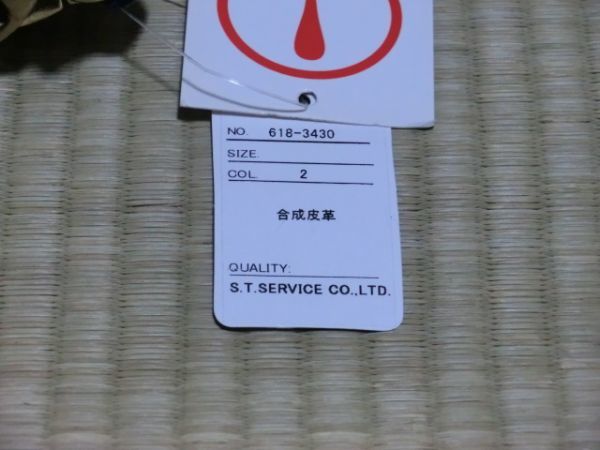 NO. 618-3430
SIZE.
COL. 2
合成皮革
QUALITY:
S.T.SERVICE CO.,LTD.